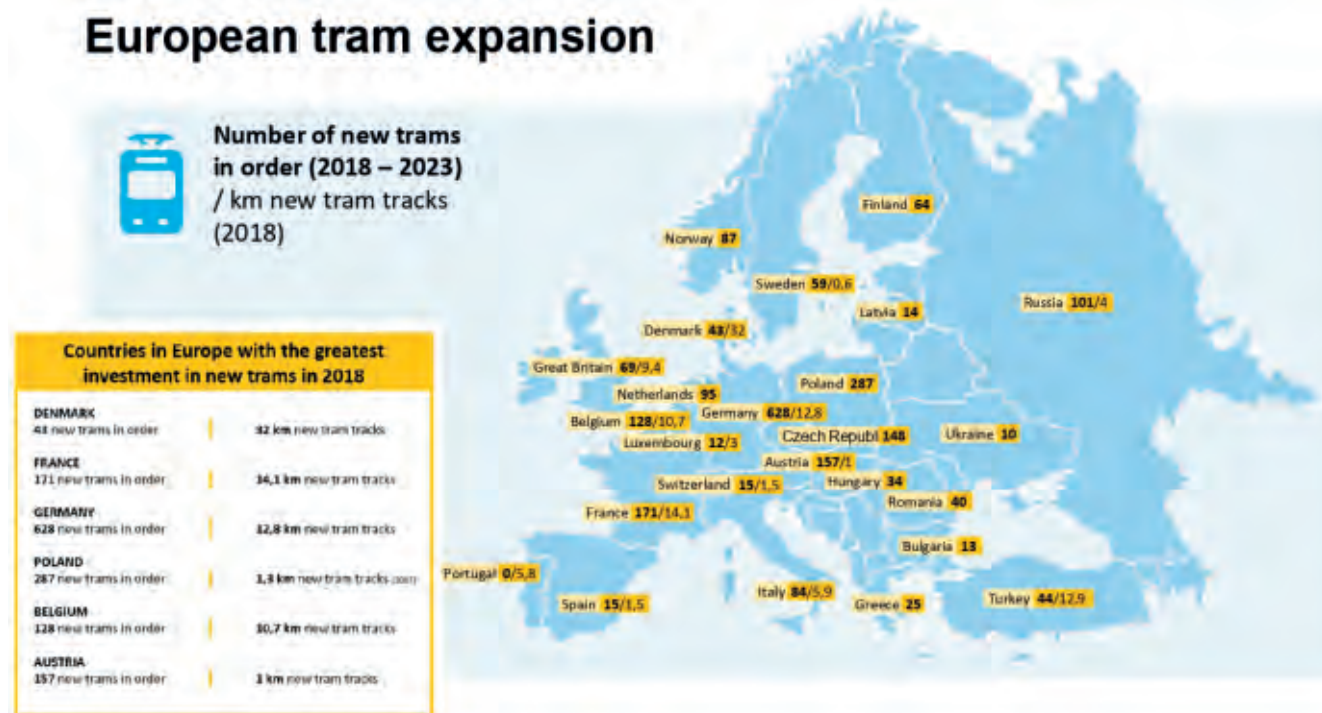 European tram expansion
Number of new trams
in order (2018 – 2023)
/ km new tram tracks
(2018)
Finland 64
Norway 87
Sweden 59/0,6
Russia 101/4
Latvia 14
Denmark 43/32
Great Britain 69/9,4
Poland 287
Netherlands 95
Germany 628/12,8
Belgium 128/10,7
Czech Republ 148
Ukraine 10
Luxembourg 12/3
Austria 157/1
Switzerland 15/1,5
Hungary 34
Romania 40
France 171/14,1
Bulgaria 13
Portugal 0/5,8
Italy 84/5,9
Turkey 44/12,9
Spain 15/1,5
Greece 25
Countries in Europe with the greatest
investment in new trams in 2018
DENMARK
43 new trams in order 32 km new tram tracks
FRANCE
171 new trams in order 14,1 km new tram tracks
GERMANY
628 new trams in order 12,8 km new tram tracks
POLAND
287 new trams in order 1,3 km new tram tracks
BELGIUM
128 new trams in order 10,7 km new tram tracks
AUSTRIA
157 new trams in order 1 km new tram tracks